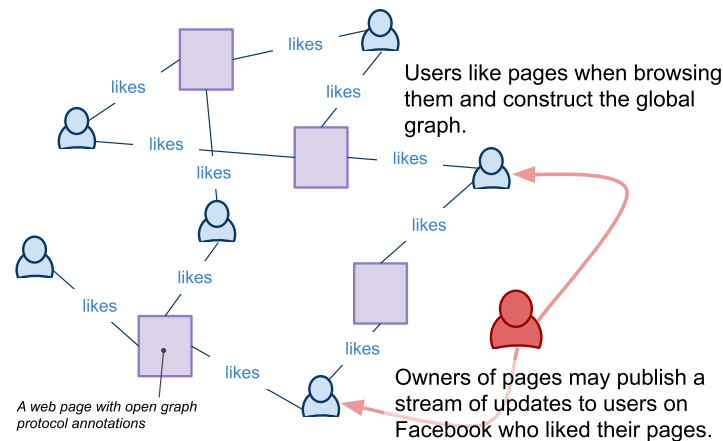 likes
likes
likes
likes
likes
likes
likes
likes
likes
likes
likes
Users like pages when browsing
them and construct the global
graph.
Owners of pages may publish a
stream of updates to users on
Facebook who liked their pages.
A web page with open graph
protocol annotations